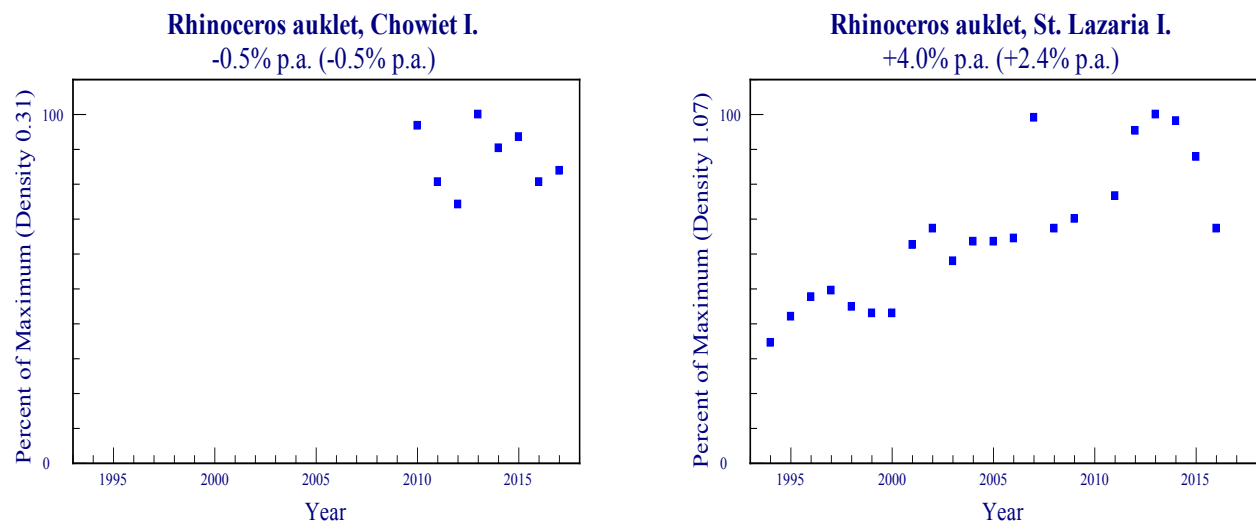 Rhinoceros auklet, Chowiet I.
-0.5% p.a. (-0.5% p.a.)
Percent of Maximum (Density 0.31)
100
0
1995 2000 2005 2010 2015
Year
Rhinoceros auklet, St. Lazaria I.
+4.0% p.a. (+2.4% p.a.)
Percent of Maximum (Density 1.07)
100
0
1995 2000 2005 2010 2015
Year